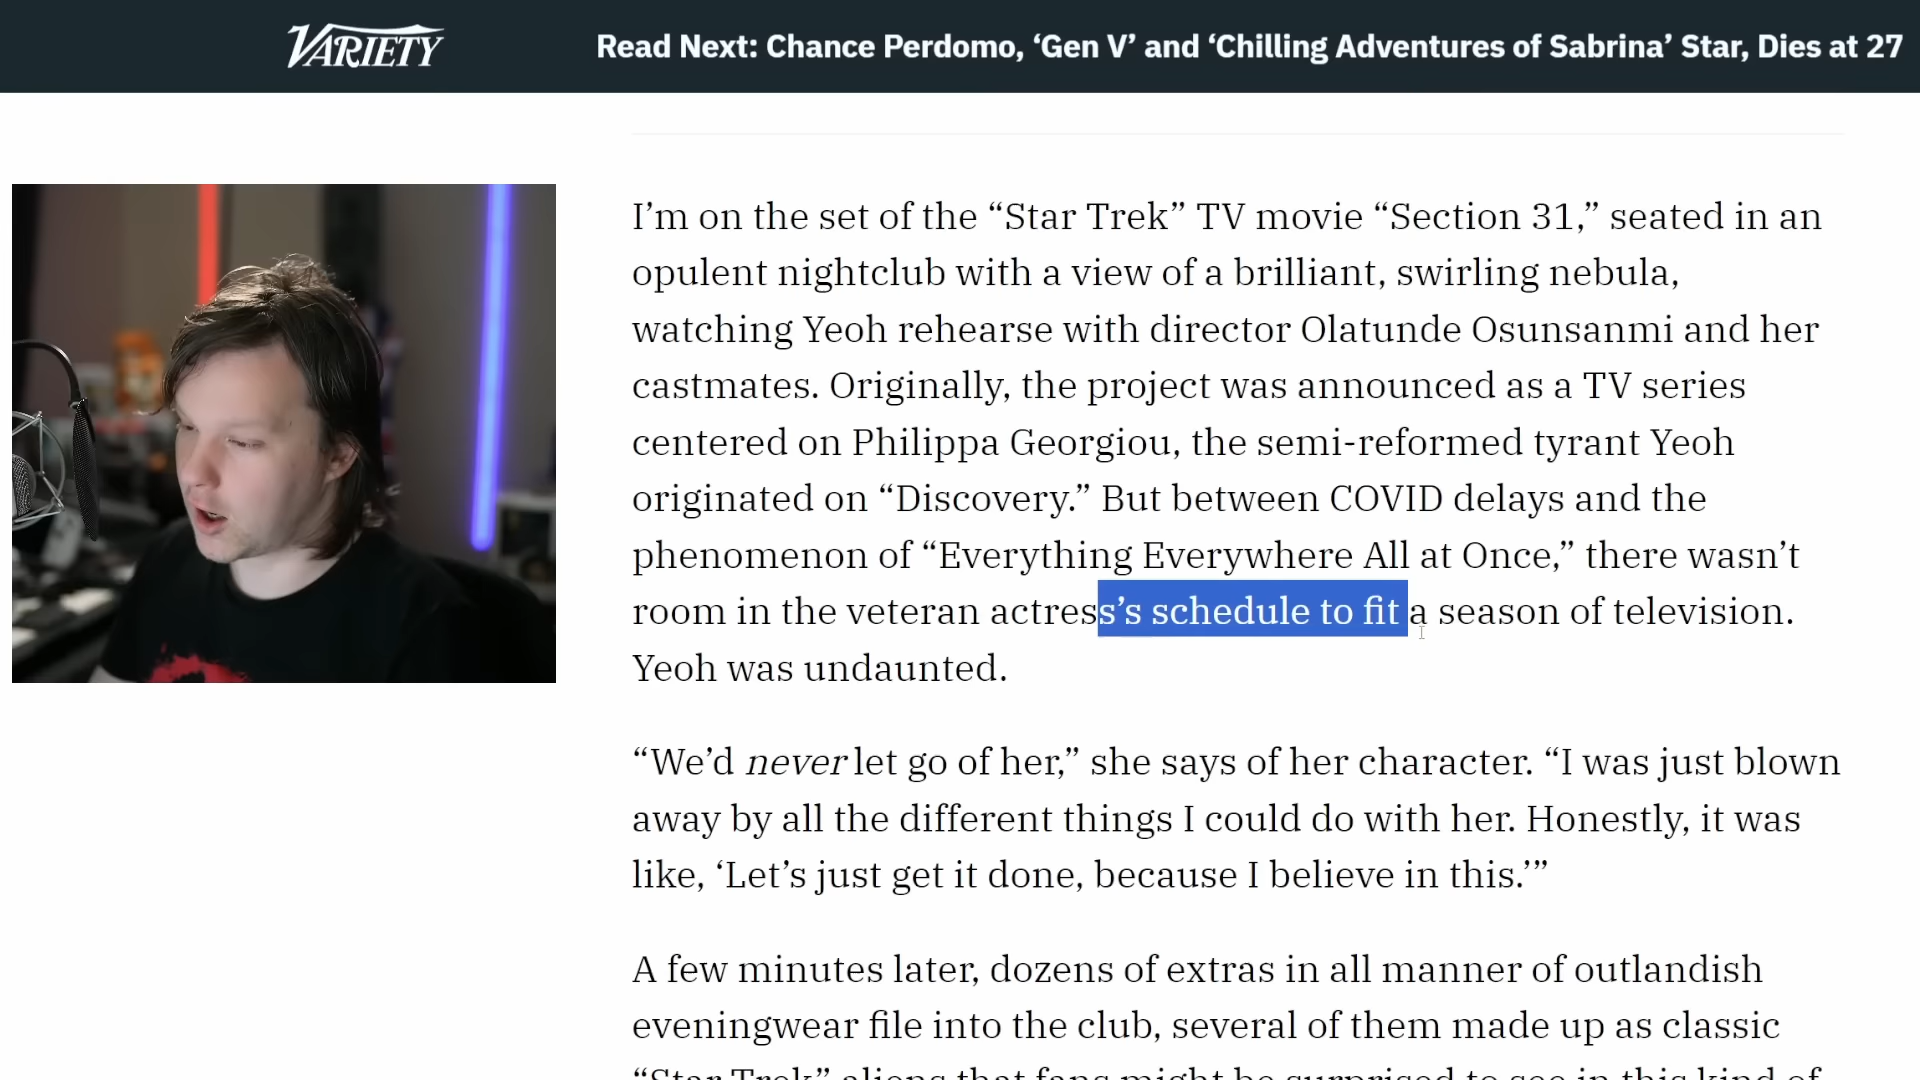 VARIETY
Read Next: Chance Perdomo, ‘Gen V’ and ‘Chilling Adventures of Sabrina’ Star, Dies at 27
I’m on the set of the “Star Trek” TV movie “Section 31,” seated in an
opulent nightclub with a view of a brilliant, swirling nebula,
watching Yeoh rehearse with director Olatunde Osunsanmi and her
castmates. Originally, the project was announced as a TV series
centered on Philippa Georgiou, the semi-reformed tyrant Yeoh
originated on “Discovery.” But between COVID delays and the
phenomenon of “Everything Everywhere All at Once,” there wasn’t
room in the veteran actress’s schedule to fit a season of television.
Yeoh was undaunted.
“We’d never let go of her,” she says of her character. “I was just blown
away by all the different things I could do with her. Honestly, it was
like, ‘Let’s just get it done, because I believe in this.’”
A few minutes later, dozens of extras in all manner of outlandish
eveningwear file into the club, several of them made up as classic
“Star Trek” aliens that fans might be surprised to see in this kind of